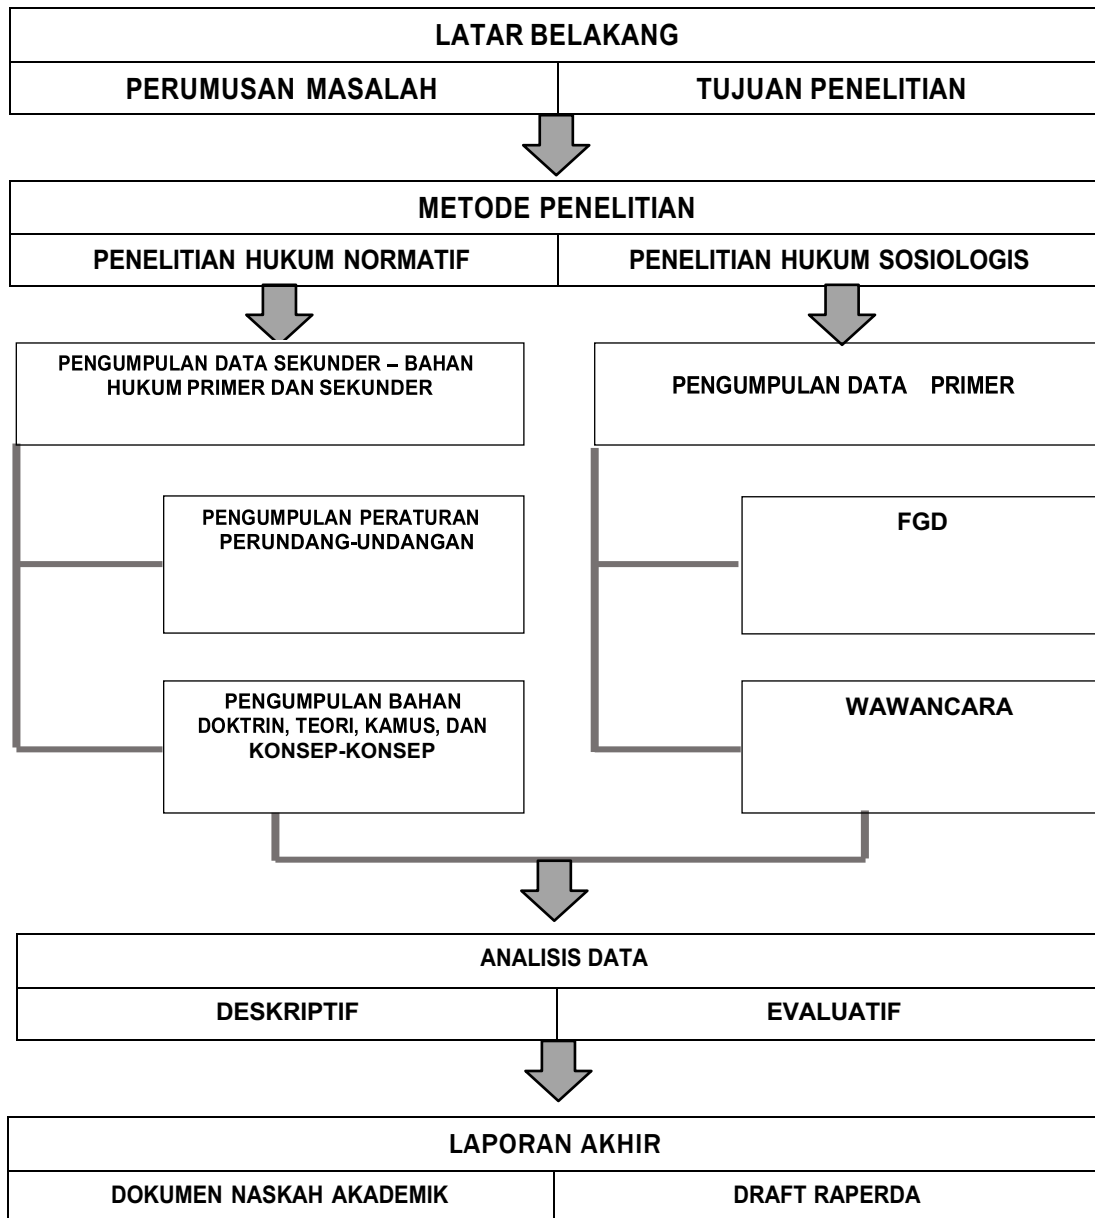 LATAR BELAKANG
PERUMUSAN MASALAH
TUJUAN PENELITIAN
METODE PENELITIAN
PENELITIAN HUKUM NORMATIF
PENELITIAN HUKUM SOSIOLOGIS
PENGUMPULAN DATA SEKUNDER – BAHAN
HUKUM PRIMER DAN SEKUNDER
PENGUMPULAN DATA PRIMER
PENGUMPULAN PERATURAN
PERUNDANG-UNDANGAN
FGD
PENGUMPULAN BAHAN
DOKTRIN, TEORI, KAMUS, DAN
KONSEP-KONSEP
WAWANCARA
ANALISIS DATA
DESKRIPTIF
EVALUATIF
LAPORAN AKHIR
DOKUMEN NASKAH AKADEMIK
DRAFT RAPERDA